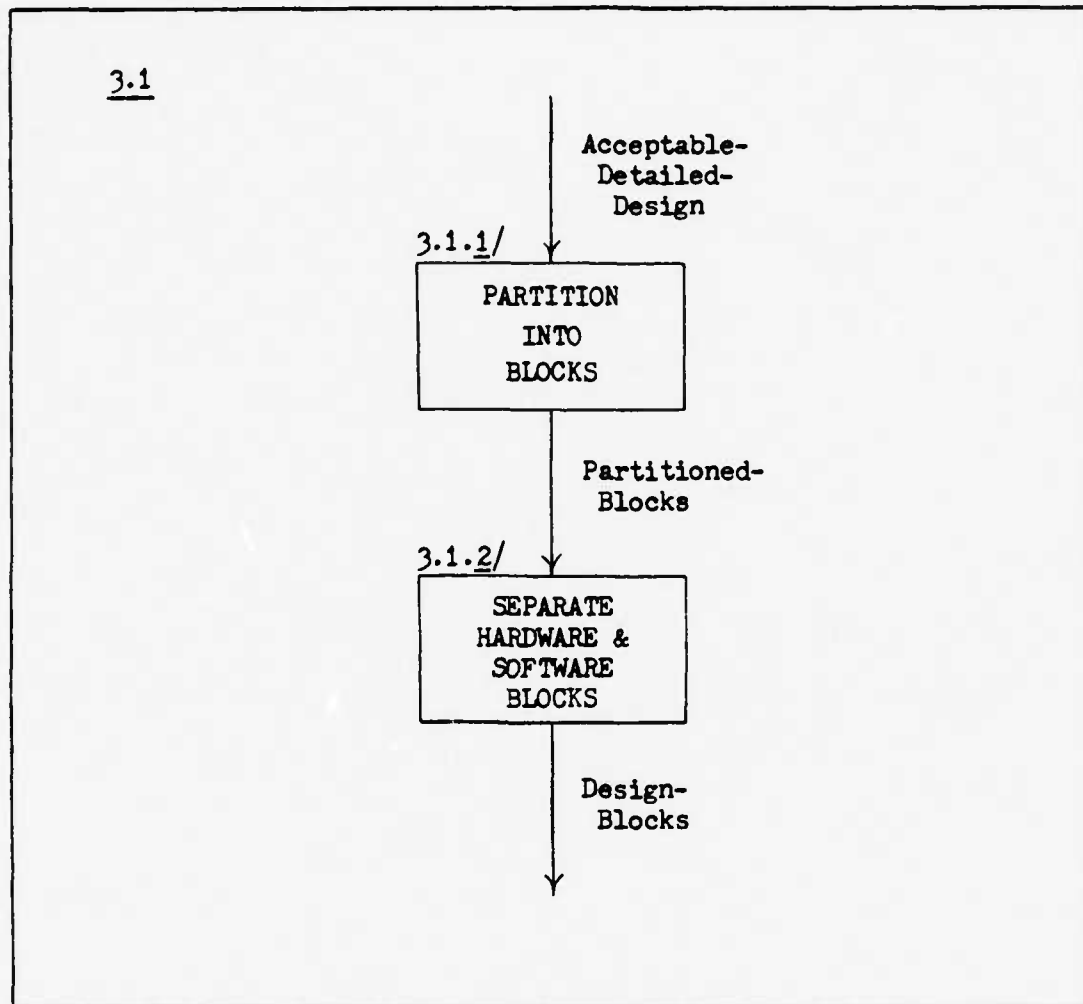 3.1
Acceptable-
Detailed-
Design
3.1.1/
PARTITION
INTO
BLOCKS
Partitioned-
Blocks
3.1.2/
SEPARATE
HARDWARE &
SOFTWARE
BLOCKS
Design-
Blocks